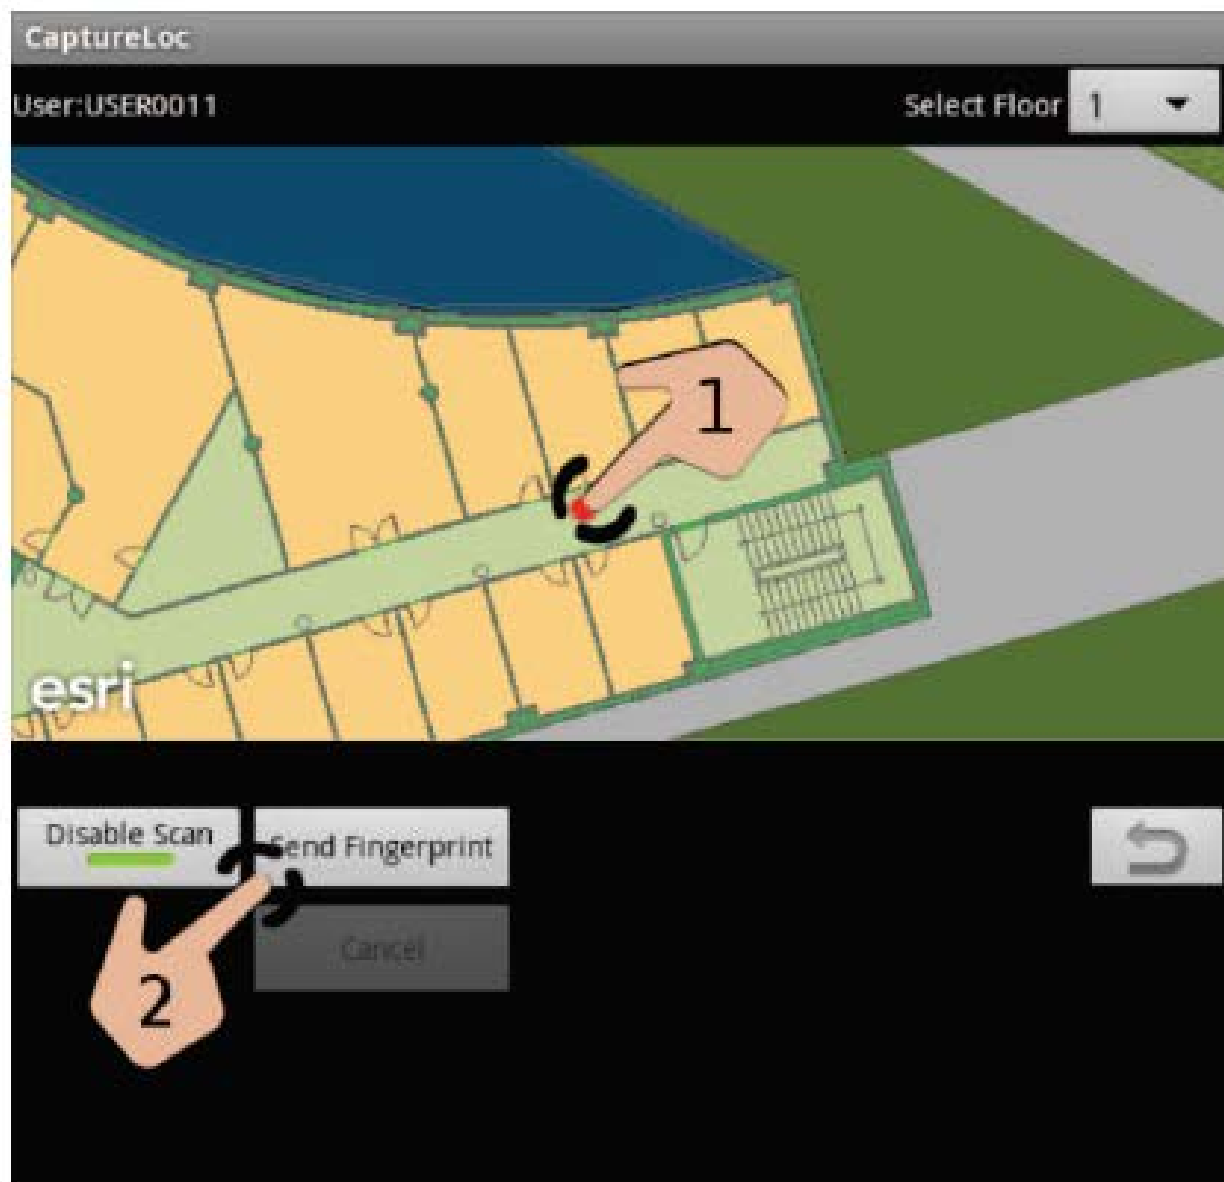 CaptureLoc
User:USER0011
Select Floor 1
1
esri
Disable Scan
Send Fingerprint
Cancel
2